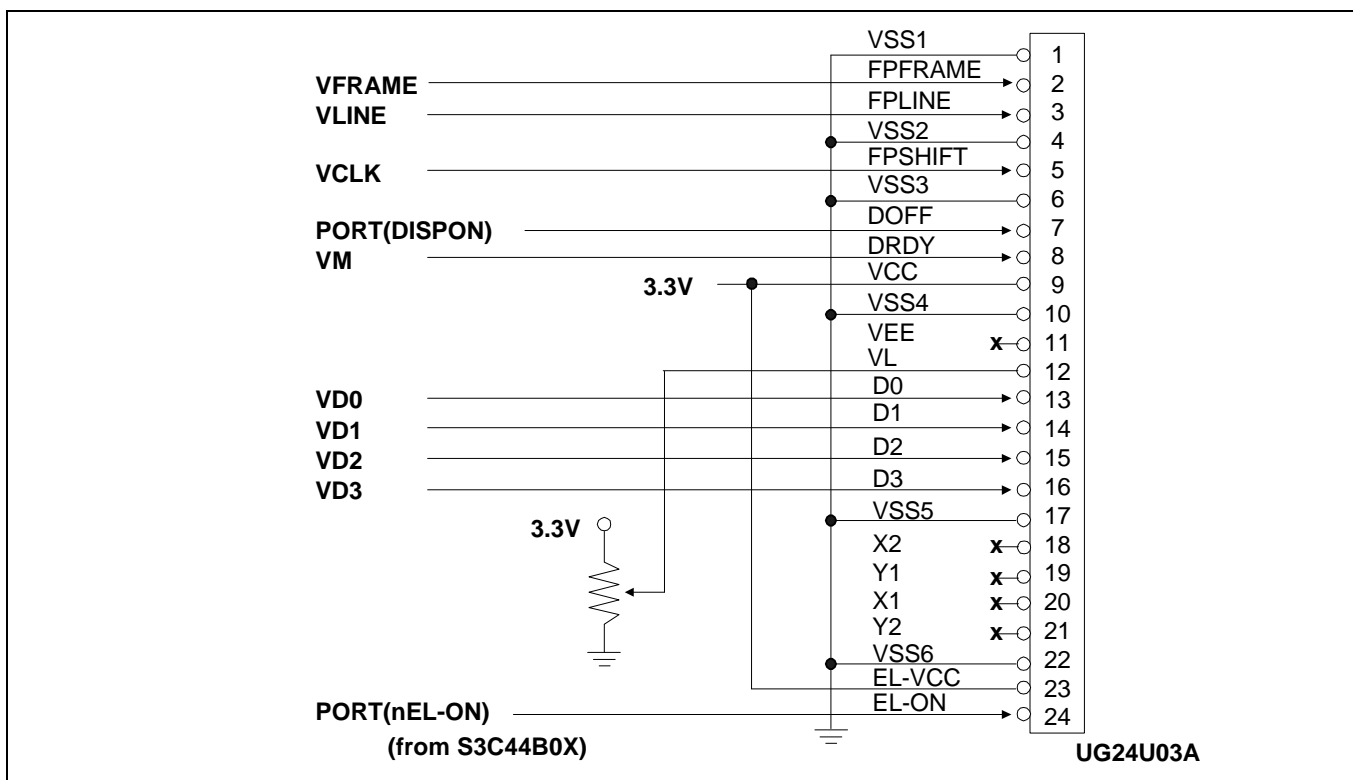 VSS1 1
VFRAME FPFRAME 2
VLINE FPLINE 3
VSS2 4
VCLK FPSHIFT 5
VSS3 6
PORT(DISPON) DOFF 7
VM DRDY 8
3.3V VCC 9
VSS4 10
VEE x 11
VL 12
VD0 D0 13
VD1 D1 14
VD2 D2 15
VD3 D3 16
VSS5 17
3.3V
X2 x 18
Y1 x 19
X1 x 20
Y2 x 21
VSS6 22
EL-VCC 23
PORT(nEL-ON) EL-ON 24
(from S3C44B0X)
UG24U03A